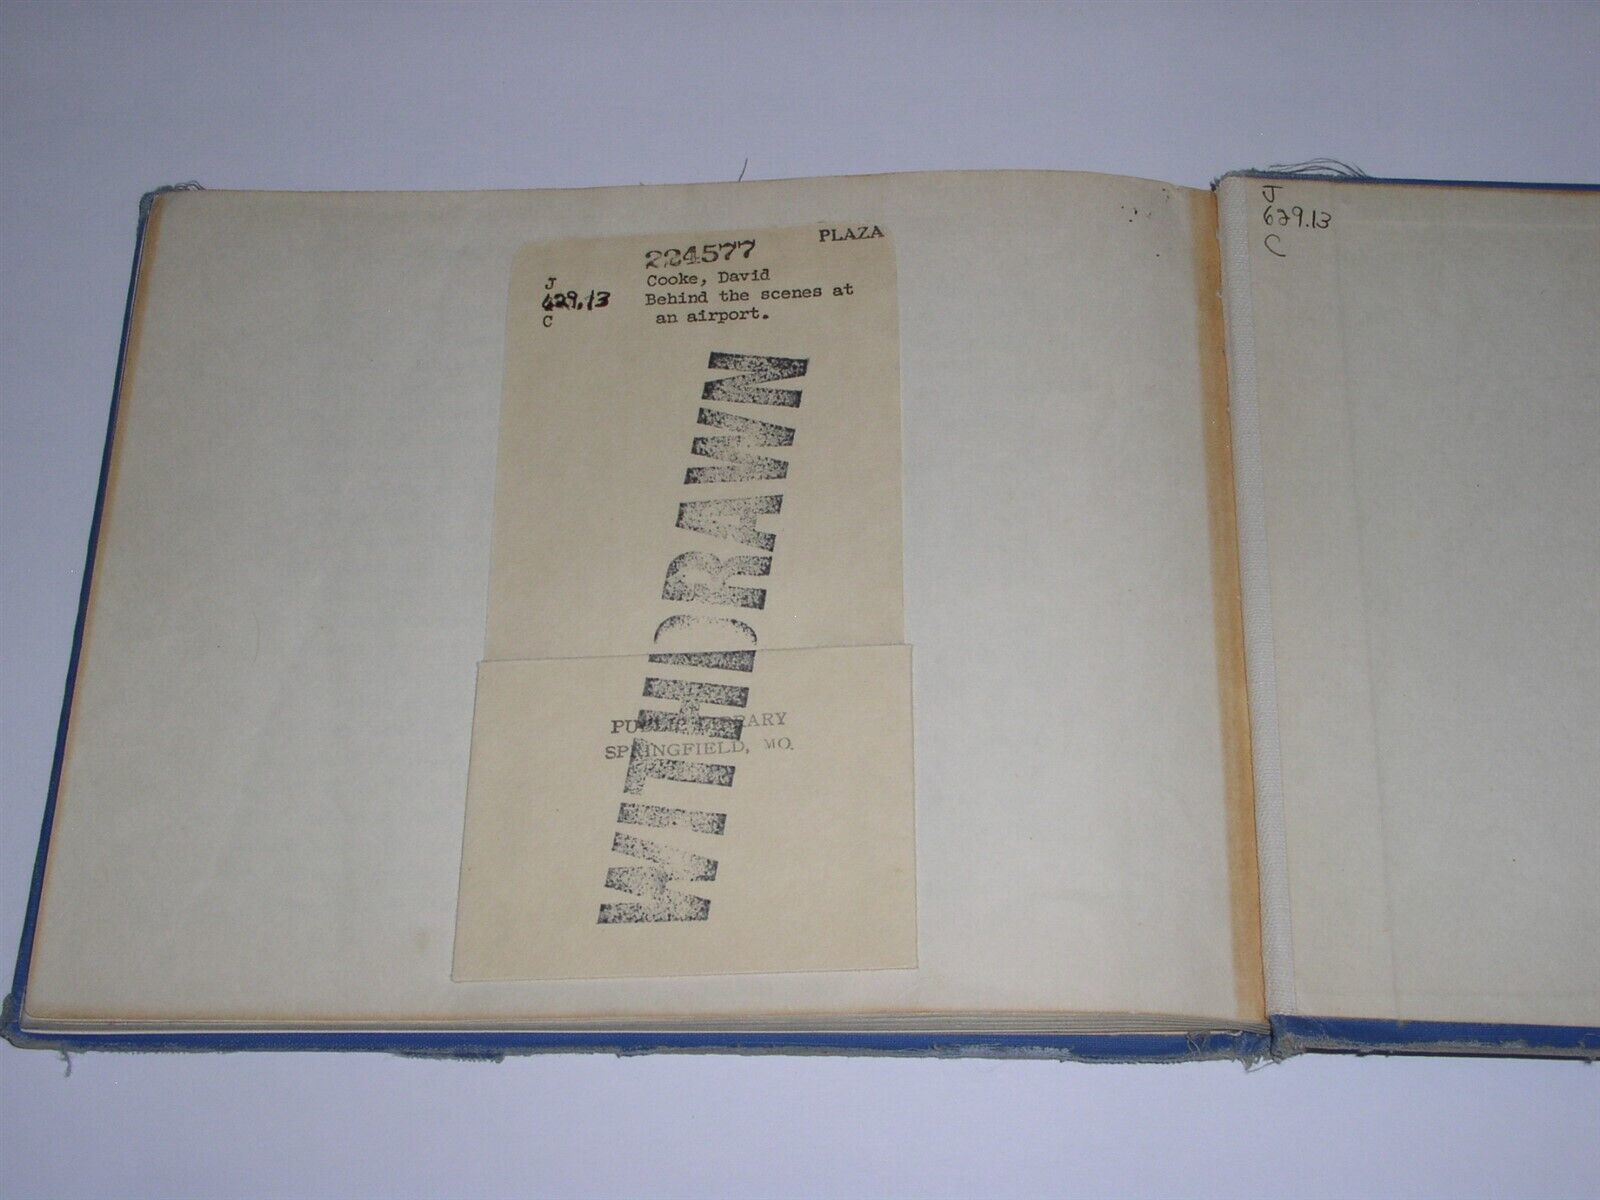 PLAZA
224577
J Cooke, David
629.13 Behind the scenes at
C an airport.
WITHDRAWN
PUBLIC LIBRARY
SPRINGFIELD, MO.
J
629.13
C